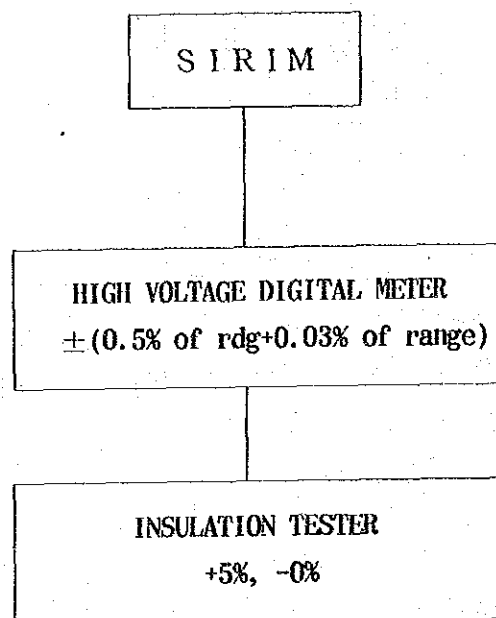 SIRIM
HIGH VOLTAGE DIGITAL METER
±(0.5% of rdg+0.03% of range)
INSULATION TESTER
+5%, -0%